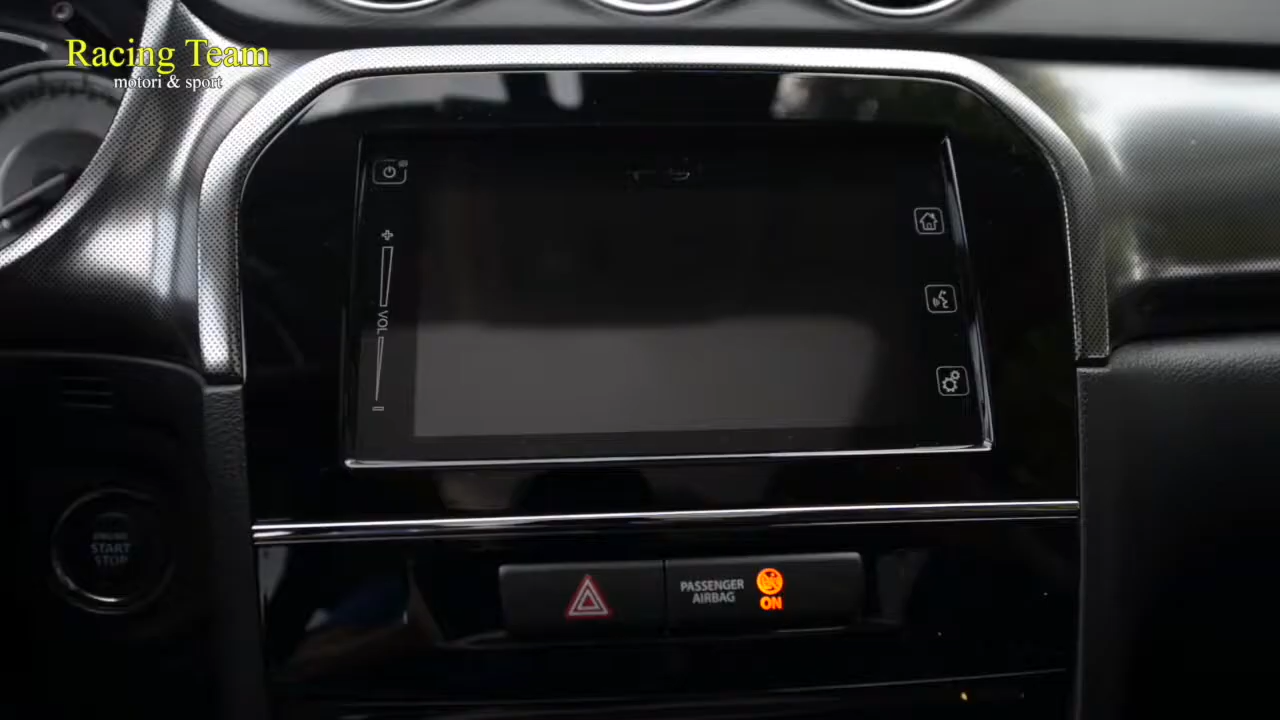 Racing Team
motori & sport
VOL
START
STOP
PASSENGER
AIRBAG
ON